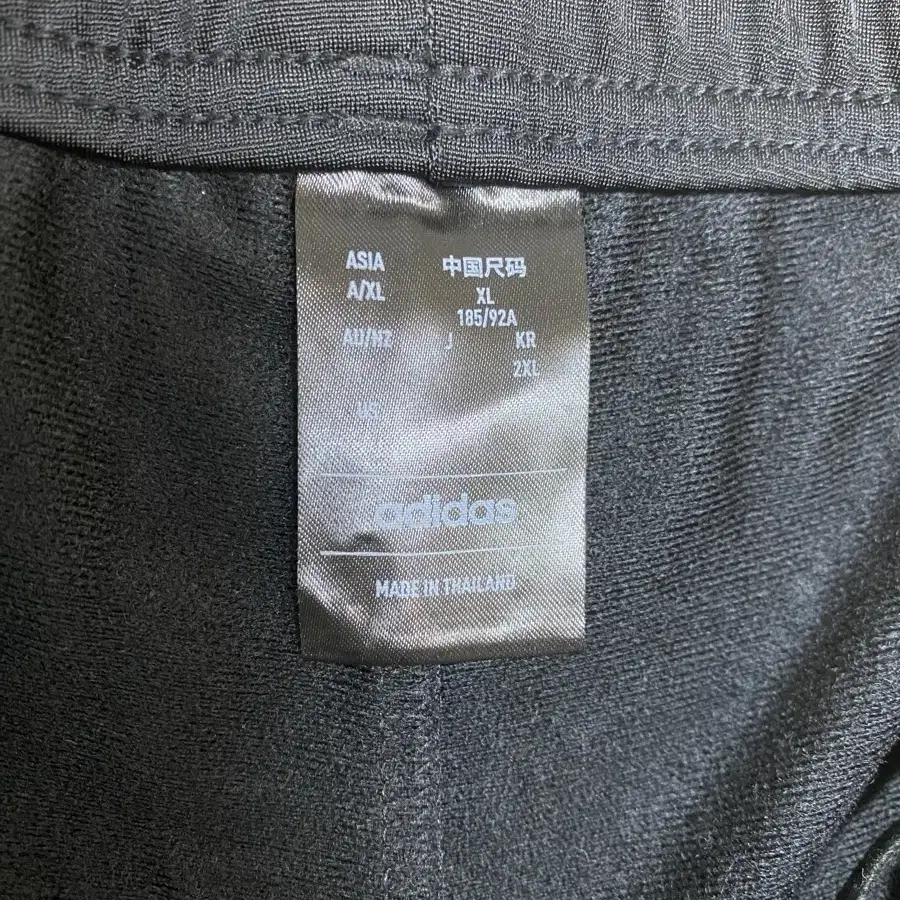 ASIA 中国尺码
A/XL XL
185/92A
AU/NZ J KR
2XL
US
adidas
MADE IN THAILAND